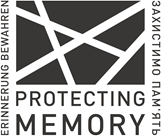 ERINNERUNG BEWAHREN
PROTECTING
MEMORY
ЗАХИСТИМО ПАМ'ЯТЬ